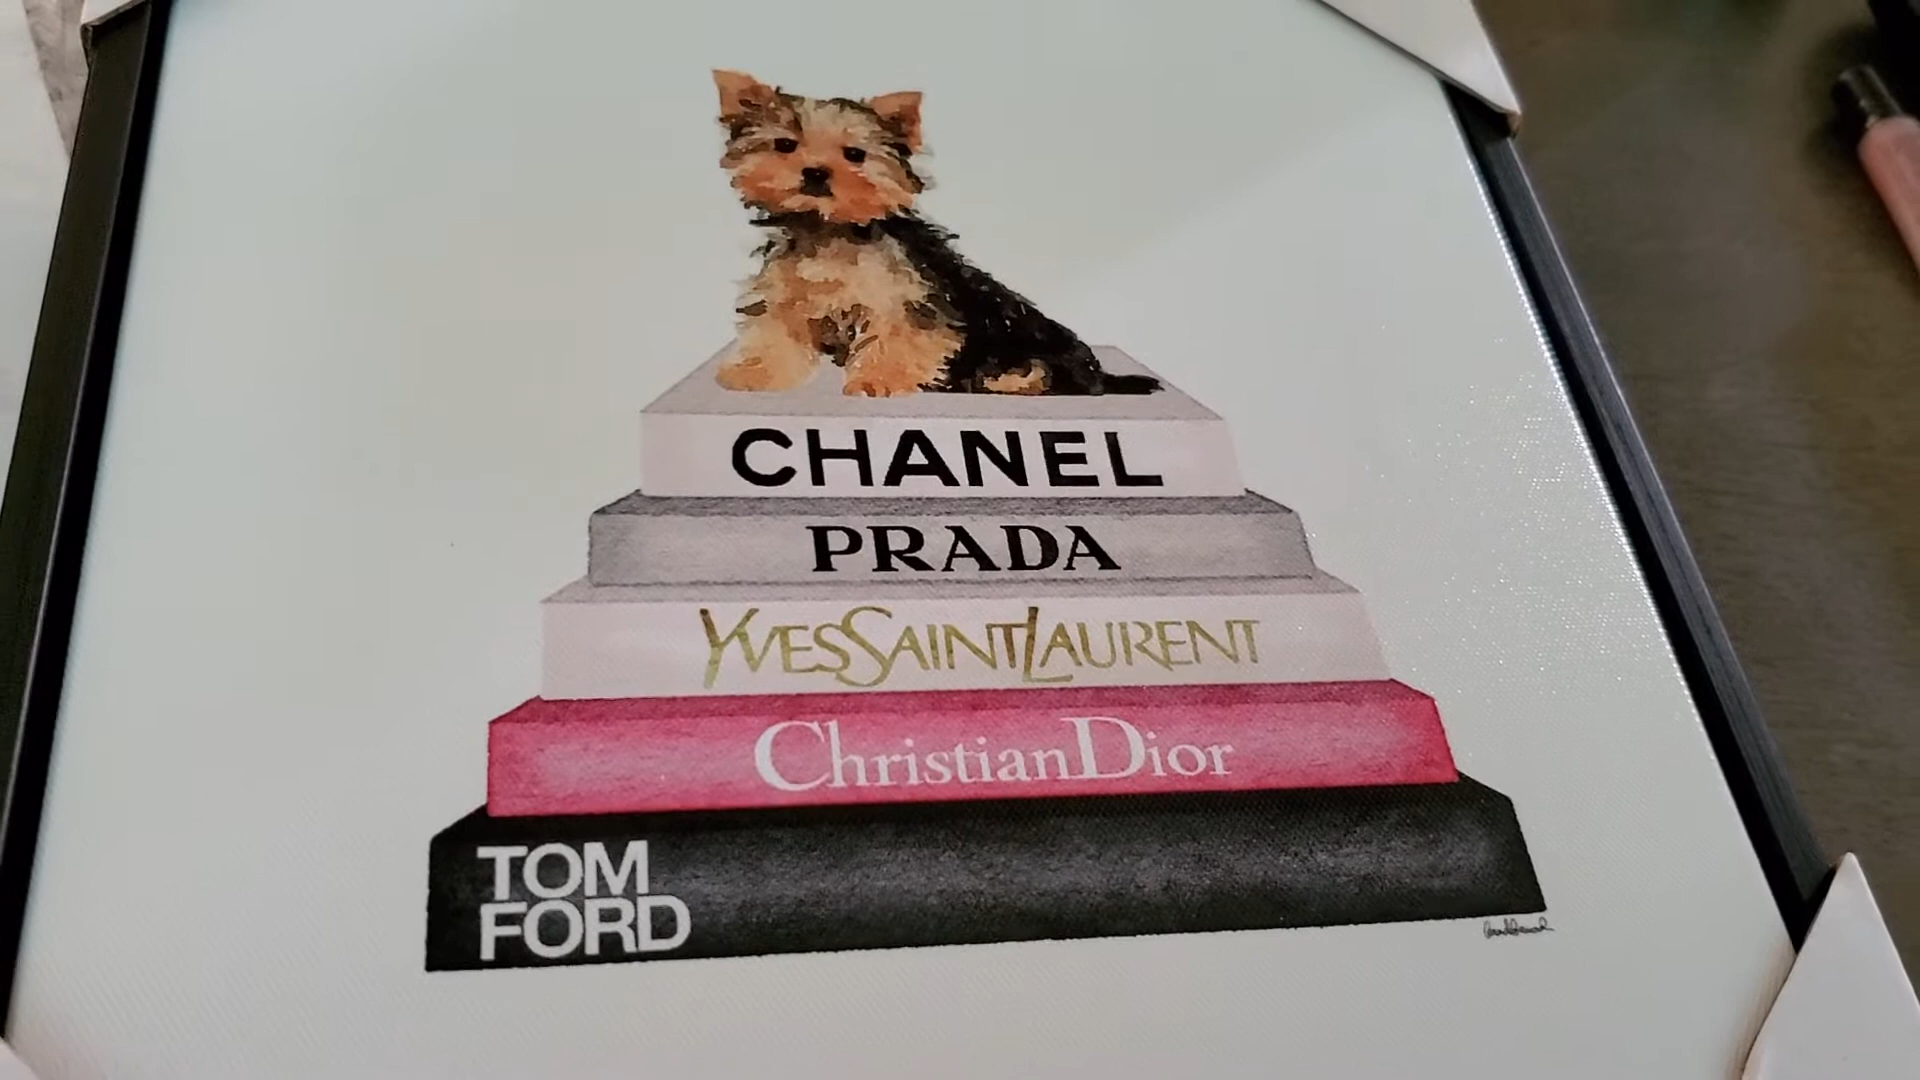 CHANEL
PRADA
YVESSAINTLAURENT
ChristianDior
TOM
FORD